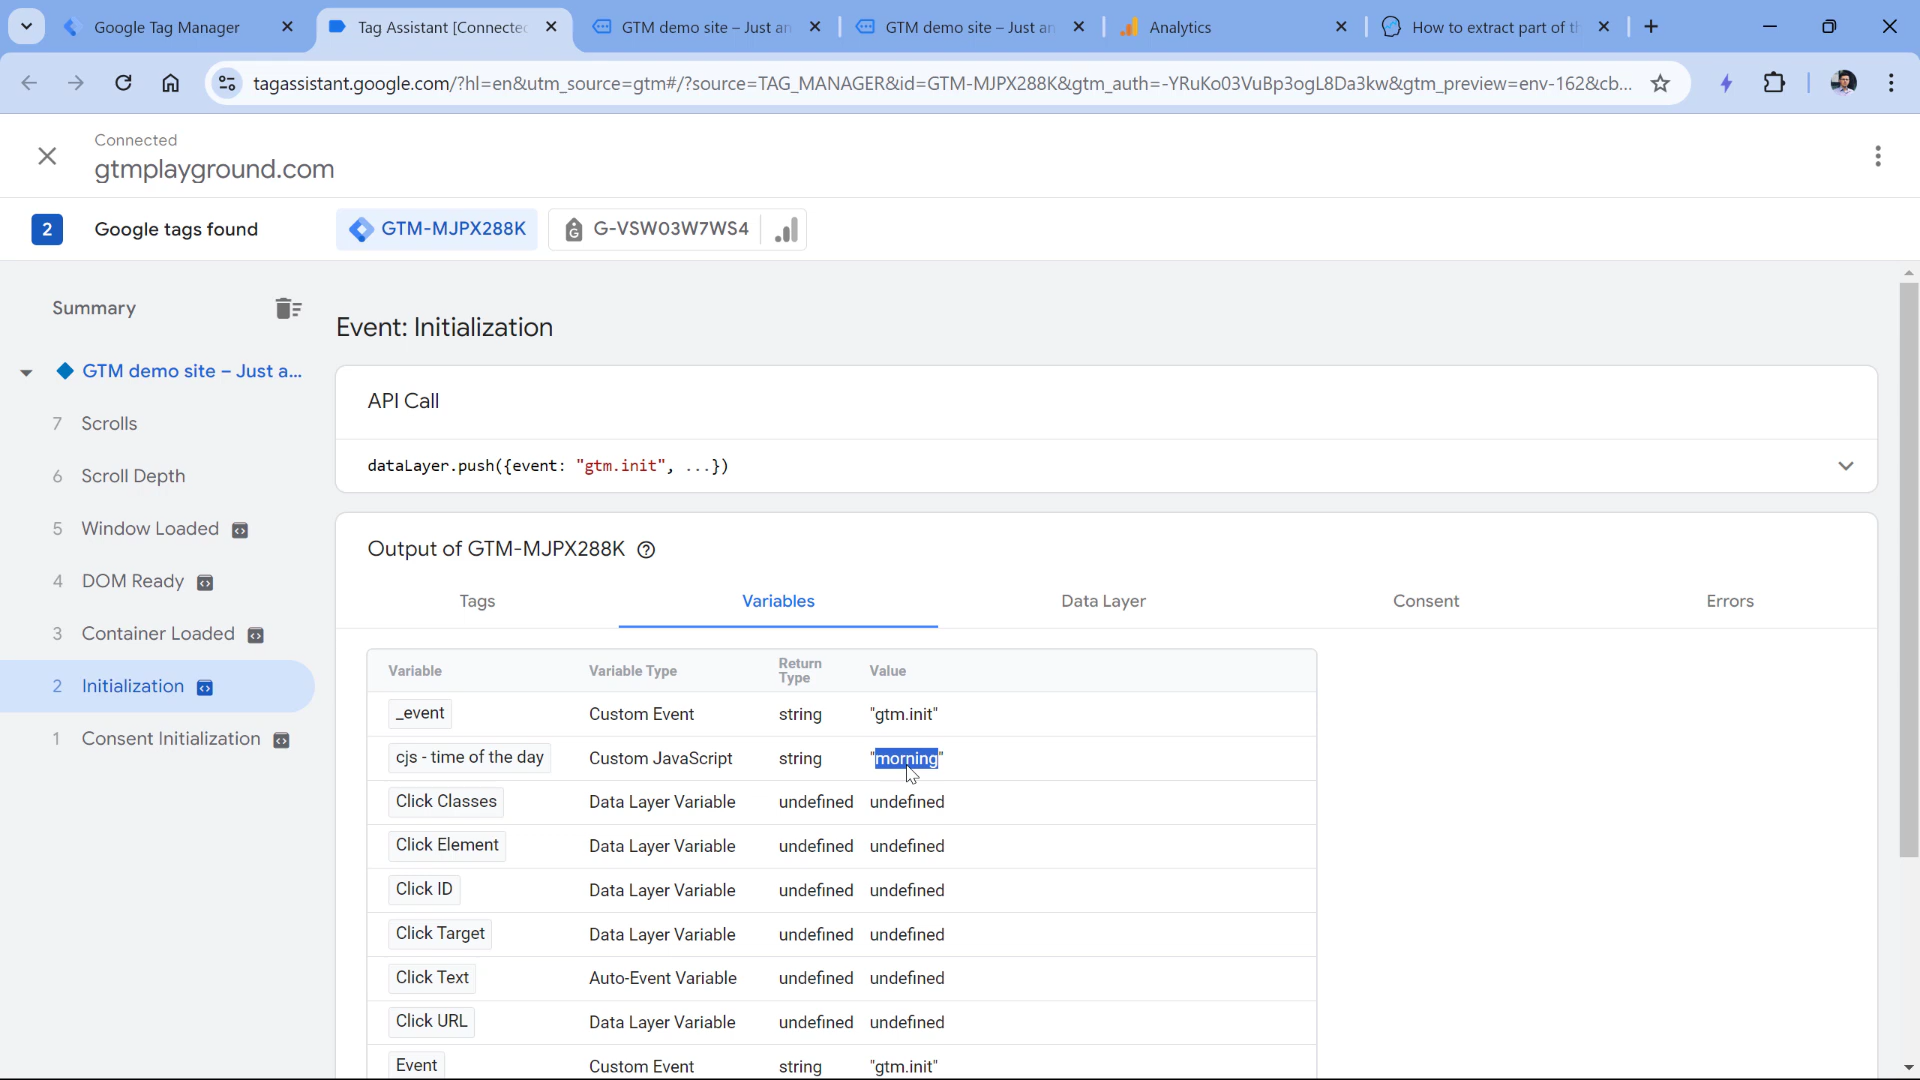 Google Tag Manager
Tag Assistant [Connecte
GTM demo site – Just an
GTM demo site – Just an
Analytics
How to extract part of th
tagassistant.google.com/?hl=en&utm_source=gtm#/?source=TAG_MANAGER&id=GTM-MJPX288K&gtm_auth=-YRuKo03VuBp3ogL8Da3kw&gtm_preview=env-162&cb...
Connected
gtmplayground.com
2 Google tags found GTM-MJPX288K G-VSW03W7WS4
Summary
GTM demo site – Just a...
7 Scrolls
6 Scroll Depth
5 Window Loaded
4 DOM Ready
3 Container Loaded
2 Initialization
1 Consent Initialization
Event: Initialization
API Call
dataLayer.push({event: "gtm.init", ...})
Output of GTM-MJPX288K
Tags Variables Data Layer Consent Errors
Variable Variable Type Return Type Value
_event Custom Event string "gtm.init"
cjs - time of the day Custom JavaScript string "morning"
Click Classes Data Layer Variable undefined undefined
Click Element Data Layer Variable undefined undefined
Click ID Data Layer Variable undefined undefined
Click Target Data Layer Variable undefined undefined
Click Text Auto-Event Variable undefined undefined
Click URL Data Layer Variable undefined undefined
Event Custom Event string "gtm.init"